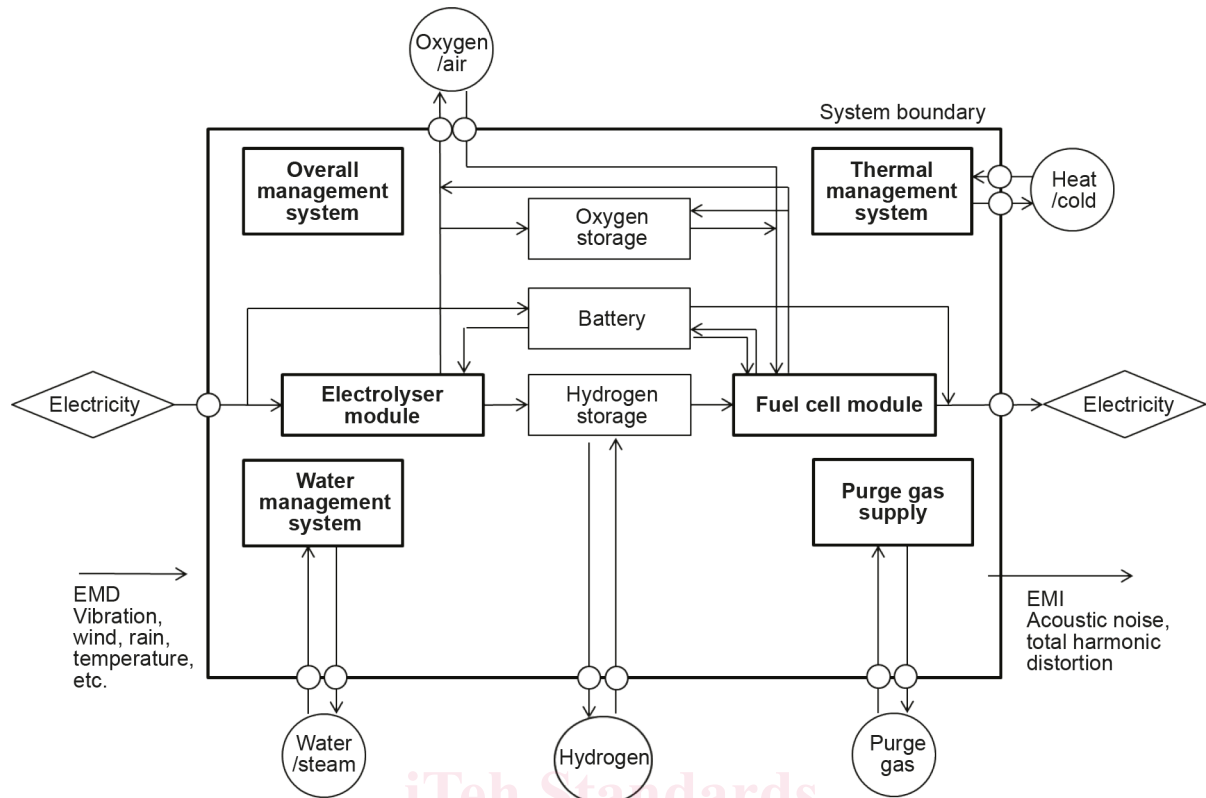 Oxygen
/air
System boundary
Overall
management
system
Thermal
management
system
Heat
/cold
Oxygen
storage
Battery
Electricity
Electrolyser
module
Hydrogen
storage
Fuel cell module
Electricity
Water
management
system
Purge gas
supply
EMD
Vibration,
wind, rain,
temperature,
etc.
EMI
Acoustic noise,
total harmonic
distortion
Water
/steam
Hydrogen
Purge
gas
iTeh Standards